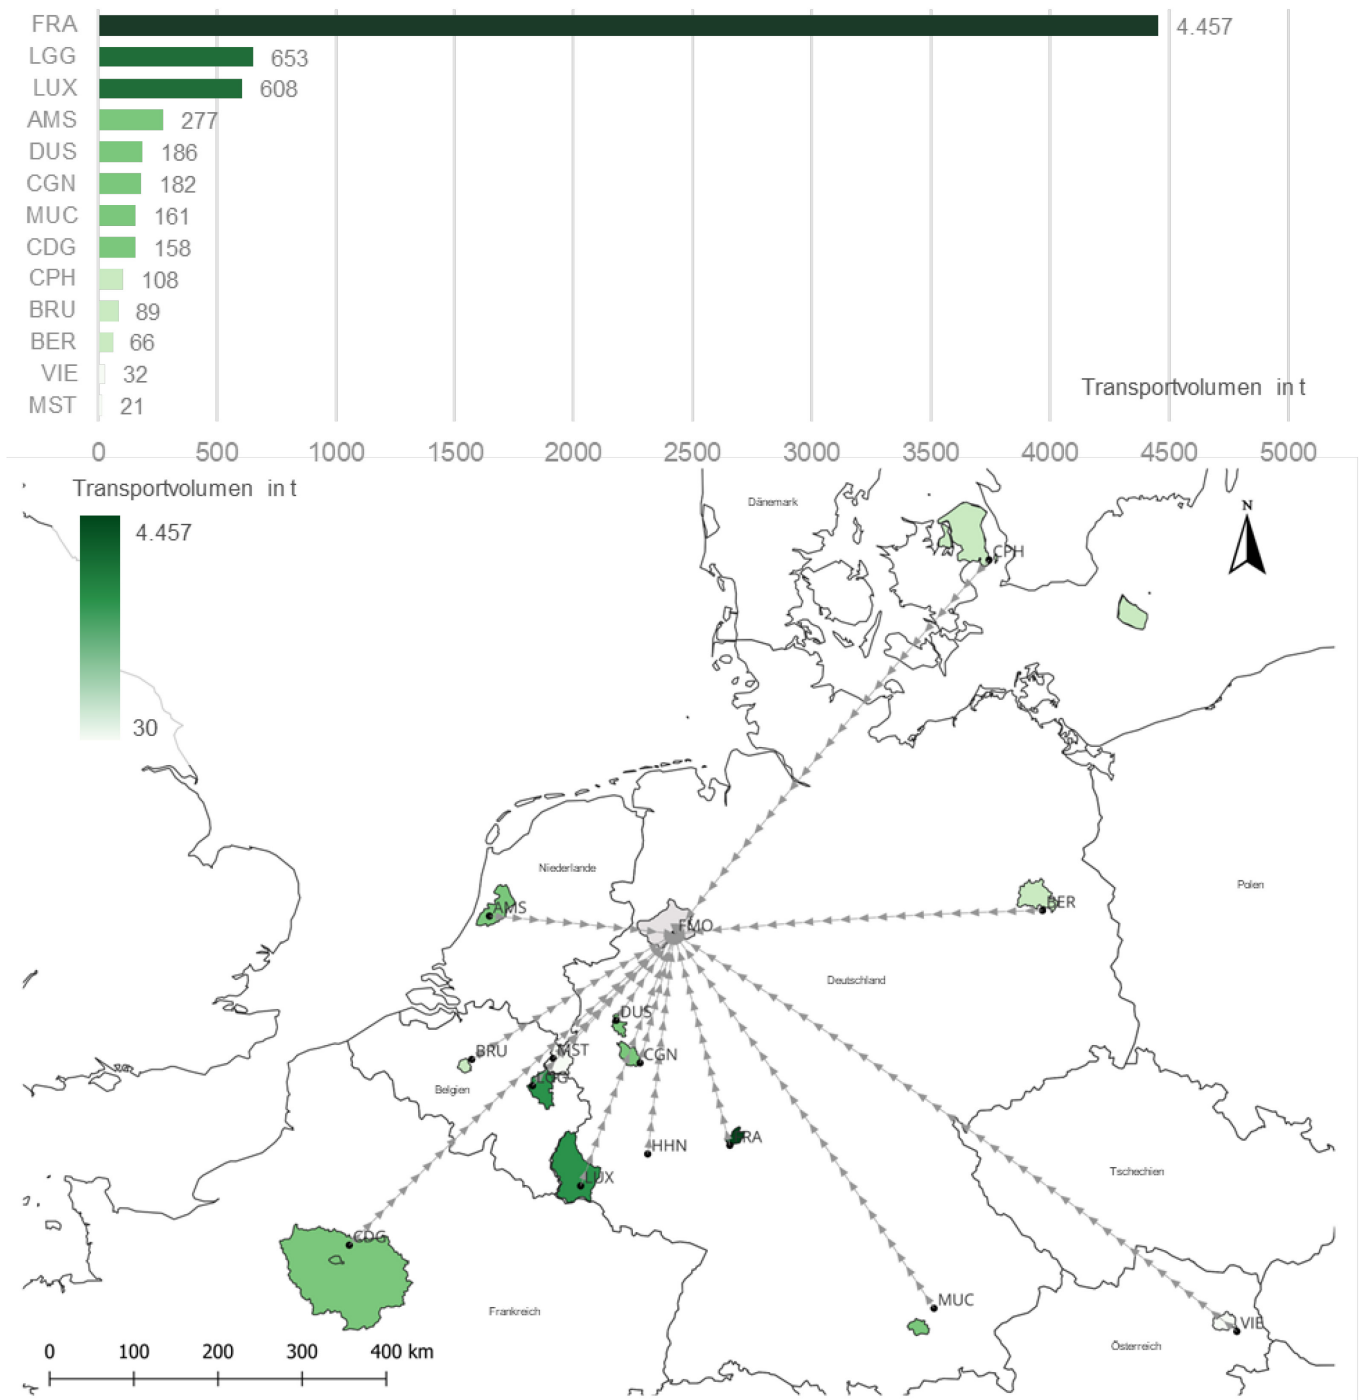 FRA 4.457
LGG 653
LUX 608
AMS 277
DUS 186
CGN 182
MUC 161
CDG 158
CPH 108
BRU 89
BER 66
VIE 32
MST 21
Transportvolumen in t
0 500 1000 1500 2000 2500 3000 3500 4000 4500 5000
Transportvolumen in t
4.457
30
Dänemark
N
CPH
Niederlande
Polen
AMS
BER
FMO
Deutschland
DUS
BRU
MST
CGN
LGG
Belgien
HHN
RA
LUX
Tschechien
CDG
MUC
Frankreich
VIE
Österreich
0 100 200 300 400 km